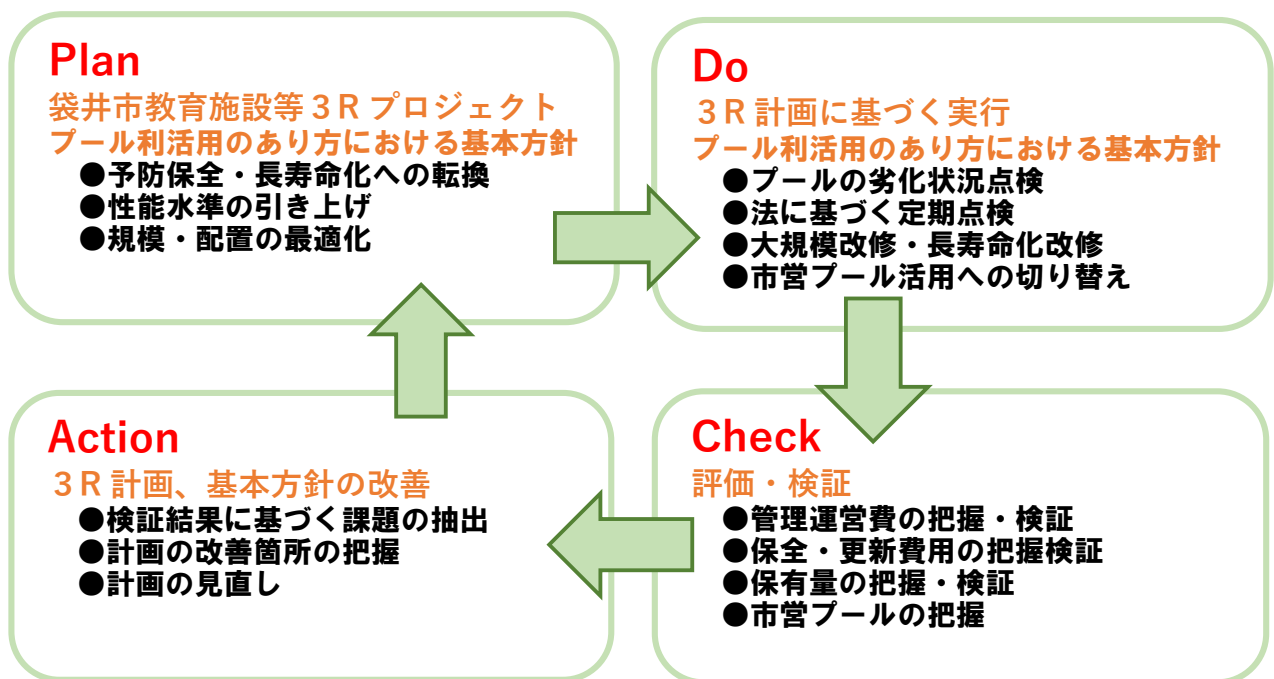 Plan
袋井市教育施設等３Rプロジェクト
プール利活用のあり方における基本方針
●予防保全・長寿命化への転換
●性能水準の引き上げ
●規模・配置の最適化
Do
３R計画に基づく実行
プール利活用のあり方における基本方針
●プールの劣化状況点検
●法に基づく定期点検
●大規模改修・長寿命化改修
●市営プール活用への切り替え
Check
評価・検証
●管理運営費の把握・検証
●保全・更新費用の把握検証
●保有量の把握・検証
●市営プールの把握
Action
３R計画、基本方針の改善
●検証結果に基づく課題の抽出
●計画の改善箇所の把握
●計画の見直し